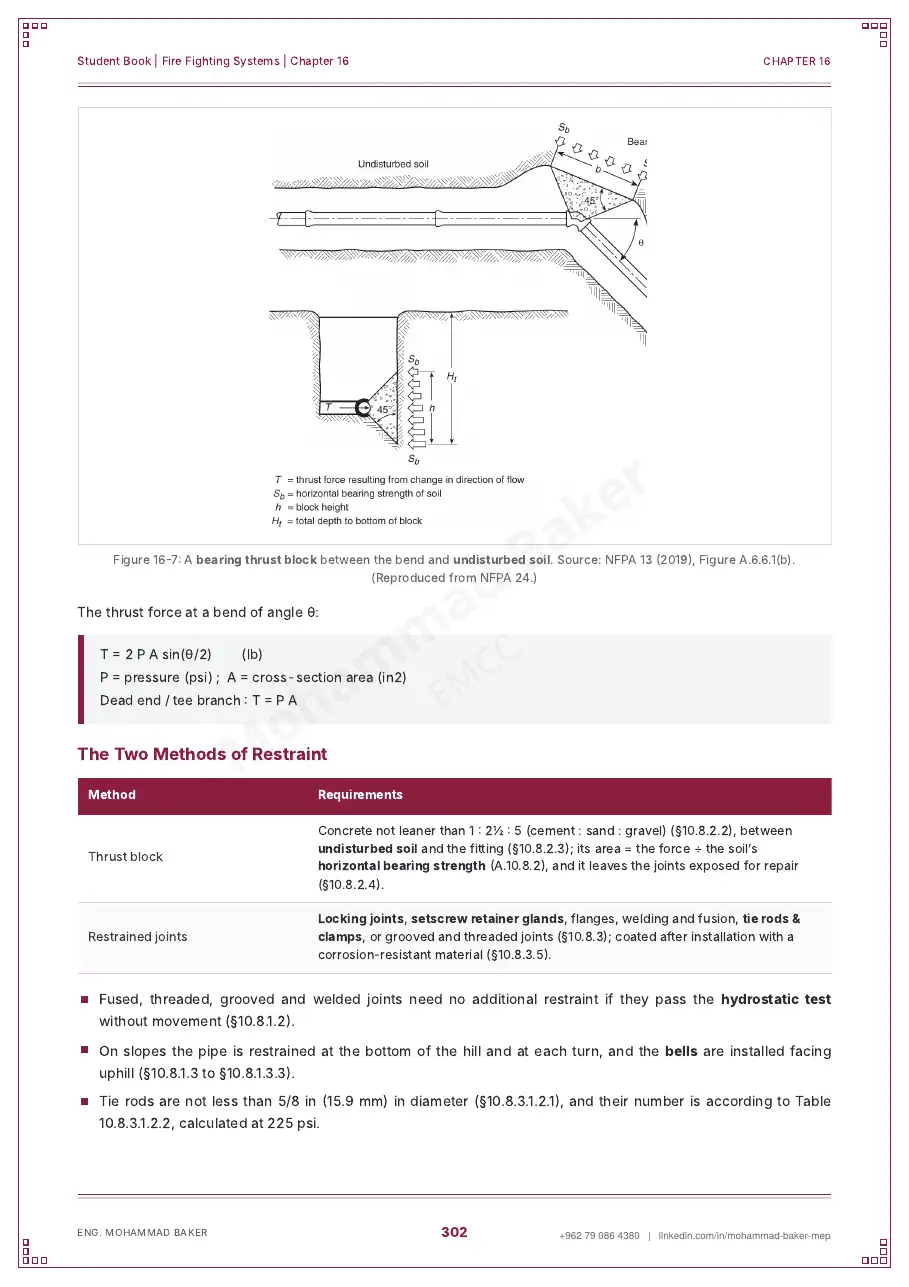 Student Book | Fire Fighting Systems | Chapter 16
CHAPTER 16
Sb
Bear
Undisturbed soil
b
S
45°
θ
Sb
Ht
h
T
45°
Sb
T = thrust force resulting from change in direction of flow
Sb = horizontal bearing strength of soil
h = block height
Ht = total depth to bottom of block
Figure 16-7: A bearing thrust block between the bend and undisturbed soil. Source: NFPA 13 (2019), Figure A.6.6.1(b).
(Reproduced from NFPA 24.)
The thrust force at a bend of angle θ:
T = 2 P A sin(θ/2) (lb)
P = pressure (psi) ; A = cross-section area (in2)
Dead end / tee branch : T = P A
Mohammad Baker
EMCC
The Two Methods of Restraint
Method Requirements
Thrust block
Concrete not leaner than 1 : 2½ : 5 (cement : sand : gravel) (§10.8.2.2), between
undisturbed soil and the fitting (§10.8.2.3); its area = the force ÷ the soil's
horizontal bearing strength (A.10.8.2), and it leaves the joints exposed for repair
(§10.8.2.4).
Restrained joints
Locking joints, setscrew retainer glands, flanges, welding and fusion, tie rods &
clamps, or grooved and threaded joints (§10.8.3); coated after installation with a
corrosion-resistant material (§10.8.3.5).
Fused, threaded, grooved and welded joints need no additional restraint if they pass the hydrostatic test
without movement (§10.8.1.2).
On slopes the pipe is restrained at the bottom of the hill and at each turn, and the bells are installed facing
uphill (§10.8.1.3 to §10.8.1.3.3).
Tie rods are not less than 5/8 in (15.9 mm) in diameter (§10.8.3.1.2.1), and their number is according to Table
10.8.3.1.2.2, calculated at 225 psi.
ENG. MOHAMMAD BAKER
302
+962 79 086 4380 | linkedin.com/in/mohammad-baker-mep